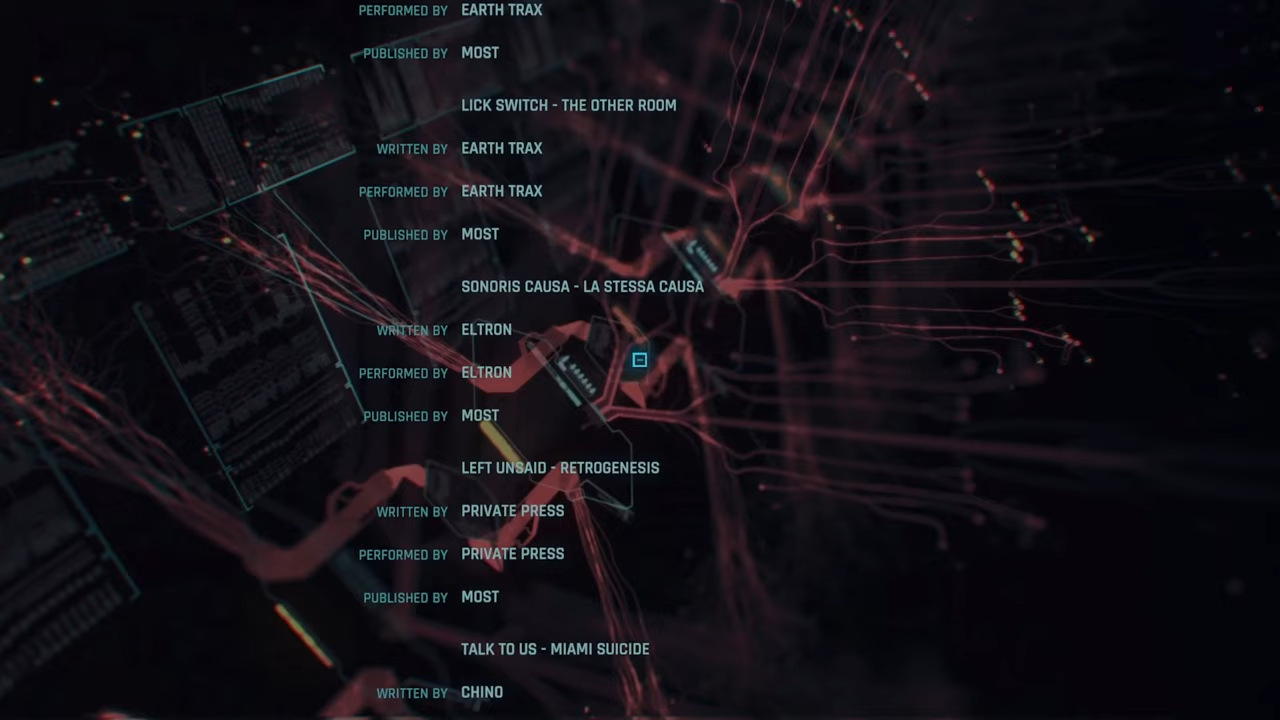 PERFORMED BY EARTH TRAX
PUBLISHED BY MOST
LICK SWITCH - THE OTHER ROOM
WRITTEN BY EARTH TRAX
PERFORMED BY EARTH TRAX
PUBLISHED BY MOST
SONORIS CAUSA - LA STESSA CAUSA
WRITTEN BY ELTRON
PERFORMED BY ELTRON
PUBLISHED BY MOST
LEFT UNSAID - RETROGENESIS
WRITTEN BY PRIVATE PRESS
PERFORMED BY PRIVATE PRESS
PUBLISHED BY MOST
TALK TO US - MIAMI SUICIDE
WRITTEN BY CHINO